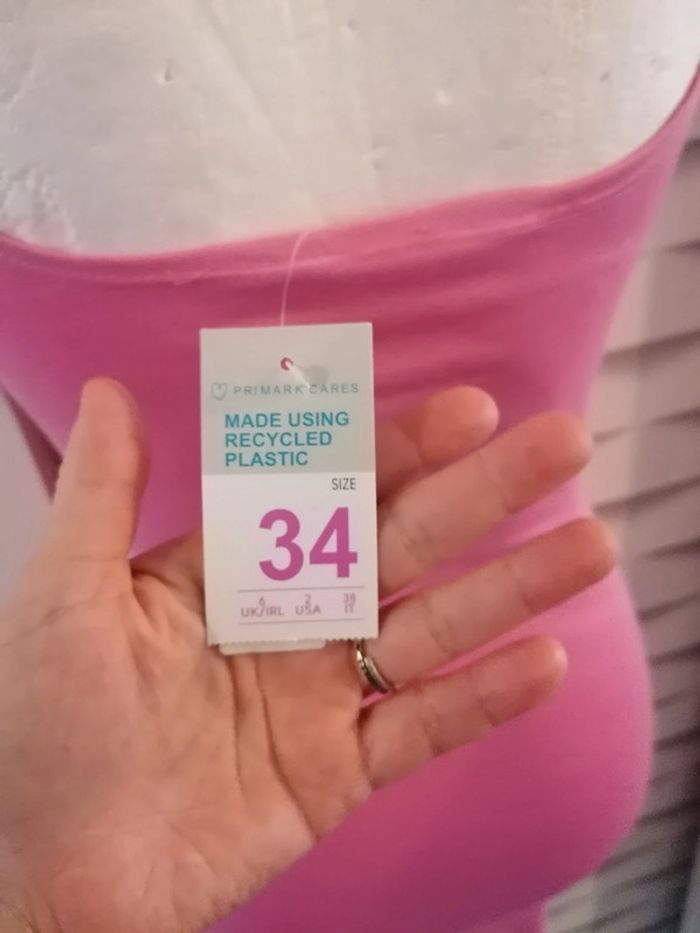 PRIMARK CARES
MADE USING
RECYCLED
PLASTIC
SIZE
34
6 2 38
UK/IRL USA IT